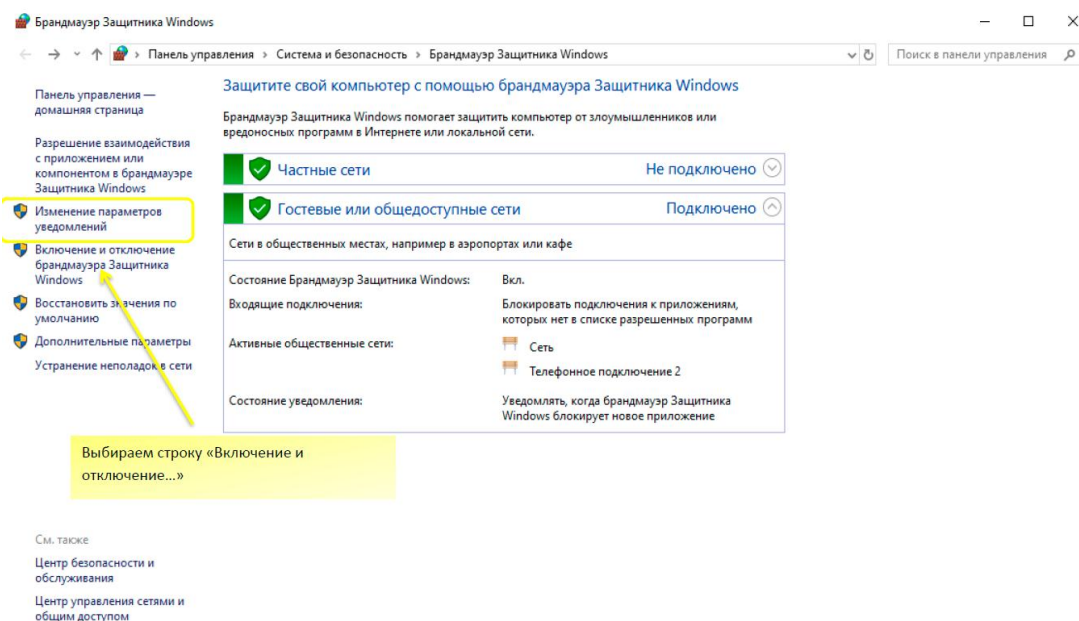 Брандмауэр Защитника Windows
Панель управления › Система и безопасность › Брандмауэр Защитника Windows
Поиск в панели управления
Панель управления —
домашняя страница
Разрешение взаимодействия
с приложением или
компонентом в брандмауэре
Защитника Windows
Изменение параметров
уведомлений
Включение и отключение
брандмауэра Защитника
Windows
Восстановить значения по
умолчанию
Дополнительные параметры
Устранение неполадок в сети
Защитите свой компьютер с помощью брандмауэра Защитника Windows
Брандмауэр Защитника Windows помогает защитить компьютер от злоумышленников или
вредоносных программ в Интернете или локальной сети.
Частные сети Не подключено
Гостевые или общедоступные сети Подключено
Сети в общественных местах, например в аэропортах или кафе
Состояние Брандмауэр Защитника Windows: Вкл.
Входящие подключения: Блокировать подключения к приложениям,
которых нет в списке разрешенных программ
Активные общественные сети: Сеть
Телефонное подключение 2
Состояние уведомления: Уведомлять, когда брандмауэр Защитника
Windows блокирует новое приложение
Выбираем строку «Включение и
отключение...»
См. также
Центр безопасности и
обслуживания
Центр управления сетями и
общим доступом